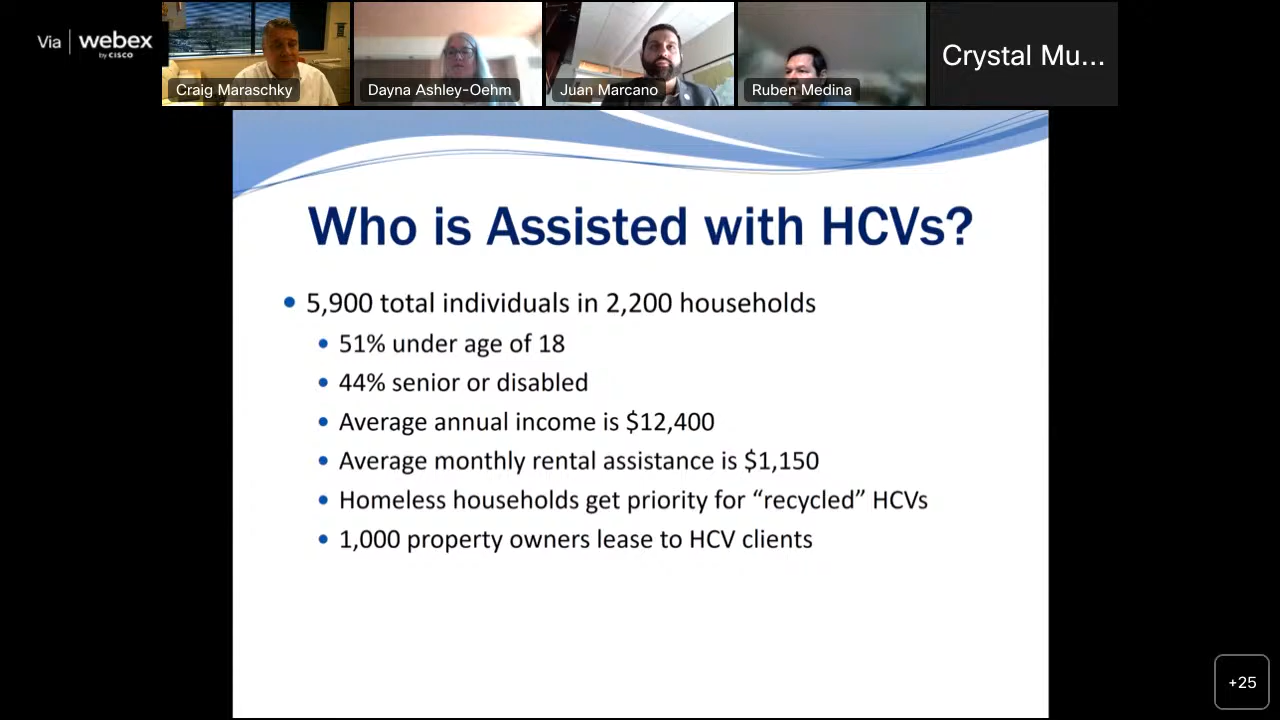 Via | webex
by CISCO
Craig Maraschky
Dayna Ashley-Oehm
Juan Marcano
Ruben Medina
Crystal Mu...
Who is Assisted with HCVs?
• 5,900 total individuals in 2,200 households
• 51% under age of 18
• 44% senior or disabled
• Average annual income is $12,400
• Average monthly rental assistance is $1,150
• Homeless households get priority for “recycled” HCVs
• 1,000 property owners lease to HCV clients
+25